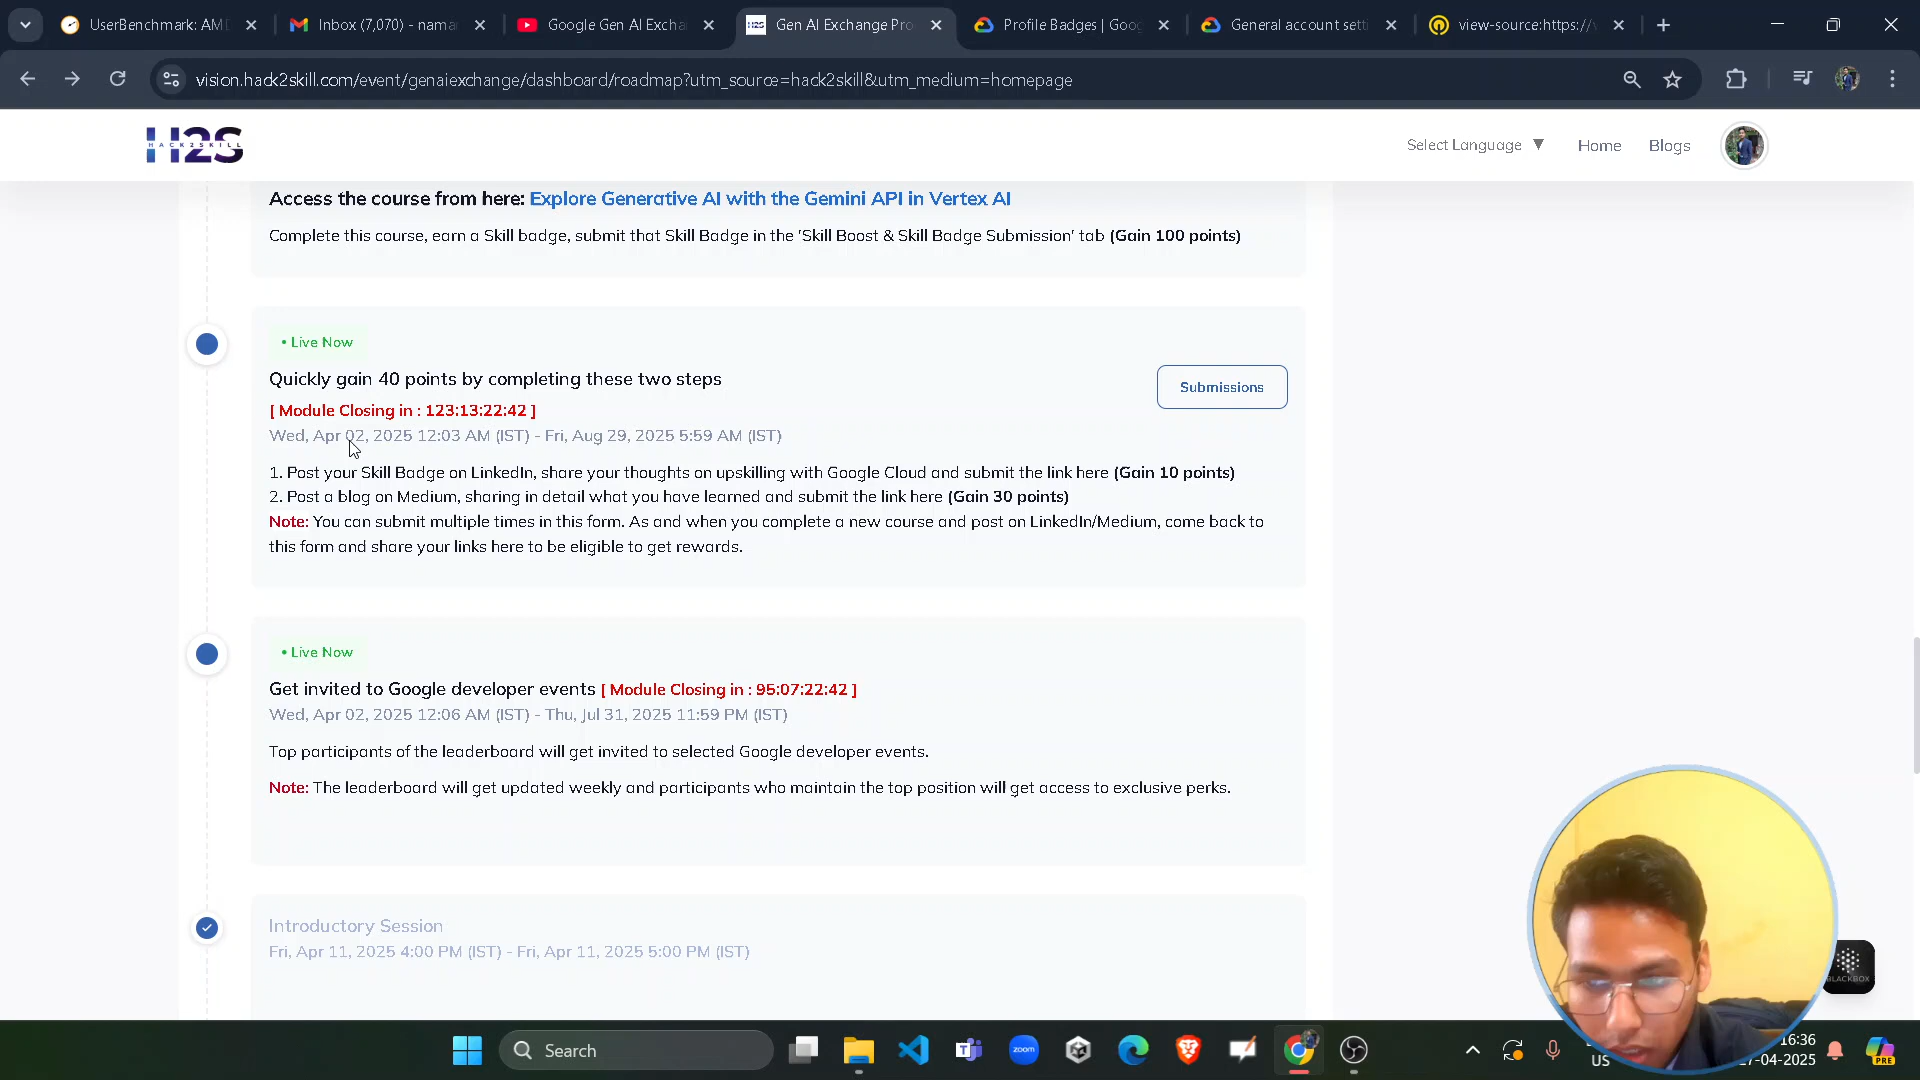 UserBenchmark: AM
Inbox (7,070) - nama
Google Gen AI Excha
Gen AI Exchange Pro
Profile Badges | Goog
General account sett
view-source:https://
vision.hack2skill.com/event/genaiexchange/dashboard/roadmap?utm_source=hack2skill&utm_medium=homepage
H2S
HACK2SKILL
Select Language ▼
Home
Blogs
Access the course from here: Explore Generative AI with the Gemini API in Vertex AI
Complete this course, earn a Skill badge, submit that Skill Badge in the 'Skill Boost & Skill Badge Submission' tab (Gain 100 points)
• Live Now
Quickly gain 40 points by completing these two steps
Submissions
[ Module Closing in : 123:13:22:42 ]
Wed, Apr 02, 2025 12:03 AM (IST) - Fri, Aug 29, 2025 5:59 AM (IST)
1. Post your Skill Badge on LinkedIn, share your thoughts on upskilling with Google Cloud and submit the link here (Gain 10 points)
2. Post a blog on Medium, sharing in detail what you have learned and submit the link here (Gain 30 points)
Note: You can submit multiple times in this form. As and when you complete a new course and post on LinkedIn/Medium, come back to
this form and share your links here to be eligible to get rewards.
• Live Now
Get invited to Google developer events [ Module Closing in : 95:07:22:42 ]
Wed, Apr 02, 2025 12:06 AM (IST) - Thu, Jul 31, 2025 11:59 PM (IST)
Top participants of the leaderboard will get invited to selected Google developer events.
Note: The leaderboard will get updated weekly and participants who maintain the top position will get access to exclusive perks.
Introductory Session
Fri, Apr 11, 2025 4:00 PM (IST) - Fri, Apr 11, 2025 5:00 PM (IST)
BLACKBOX
Search
zoom
US
16:36
27-04-2025
PRE